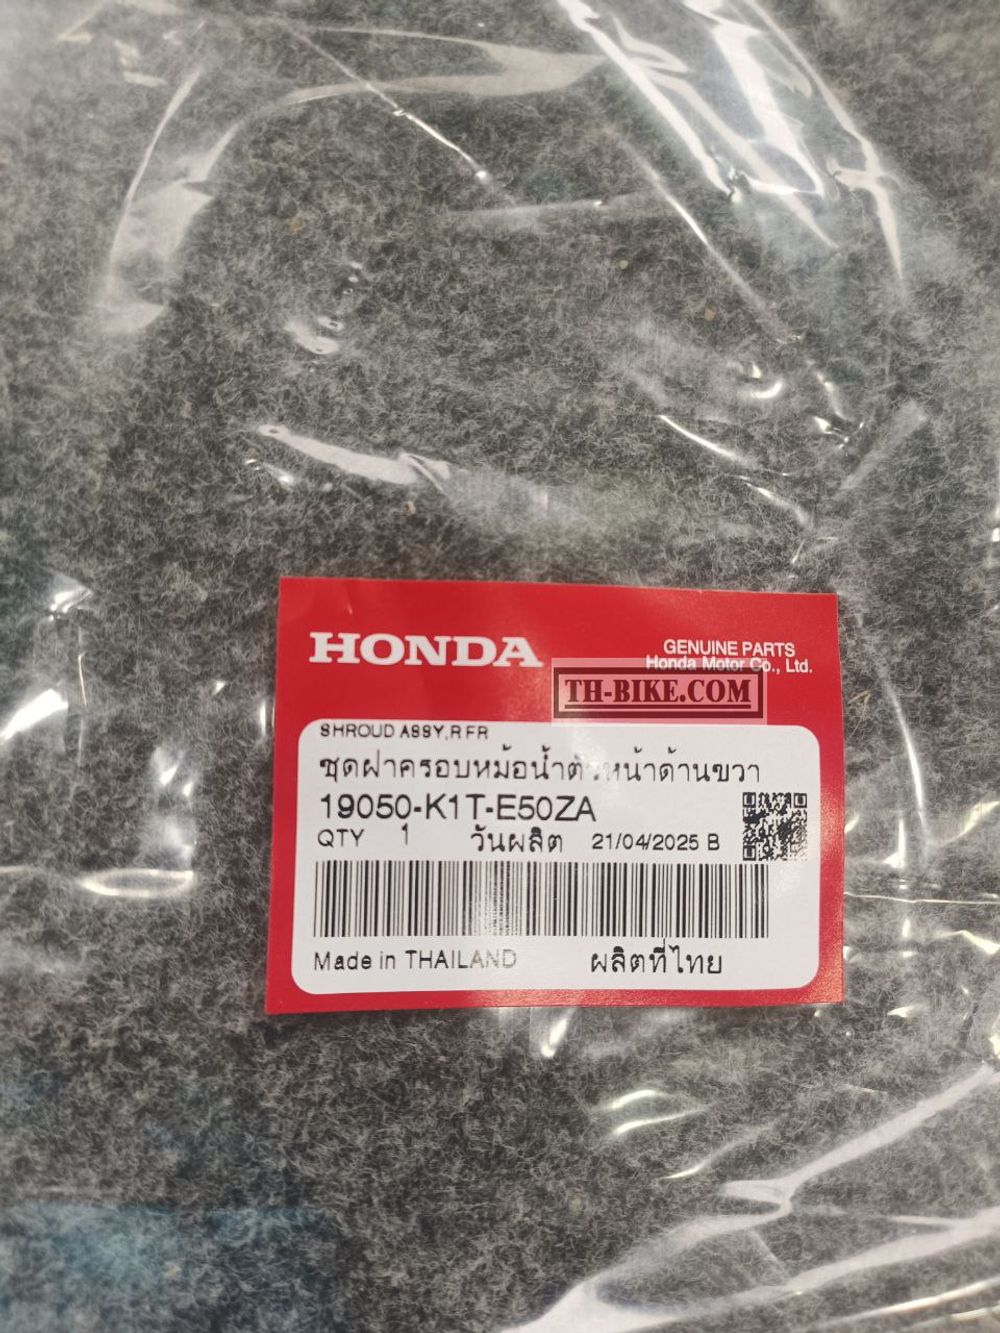 HONDA
GENUINE PARTS
Honda Motor Co., Ltd.
TH-BIKE.COM
SHROUD ASSY,R FR
ชุดฝาครอบหม้อน้ำตัวหน้าด้านขวา
19050-K1T-E50ZA
QTY 1 วันผลิต 21/04/2025 B
Made in THAILAND ผลิตที่ไทย